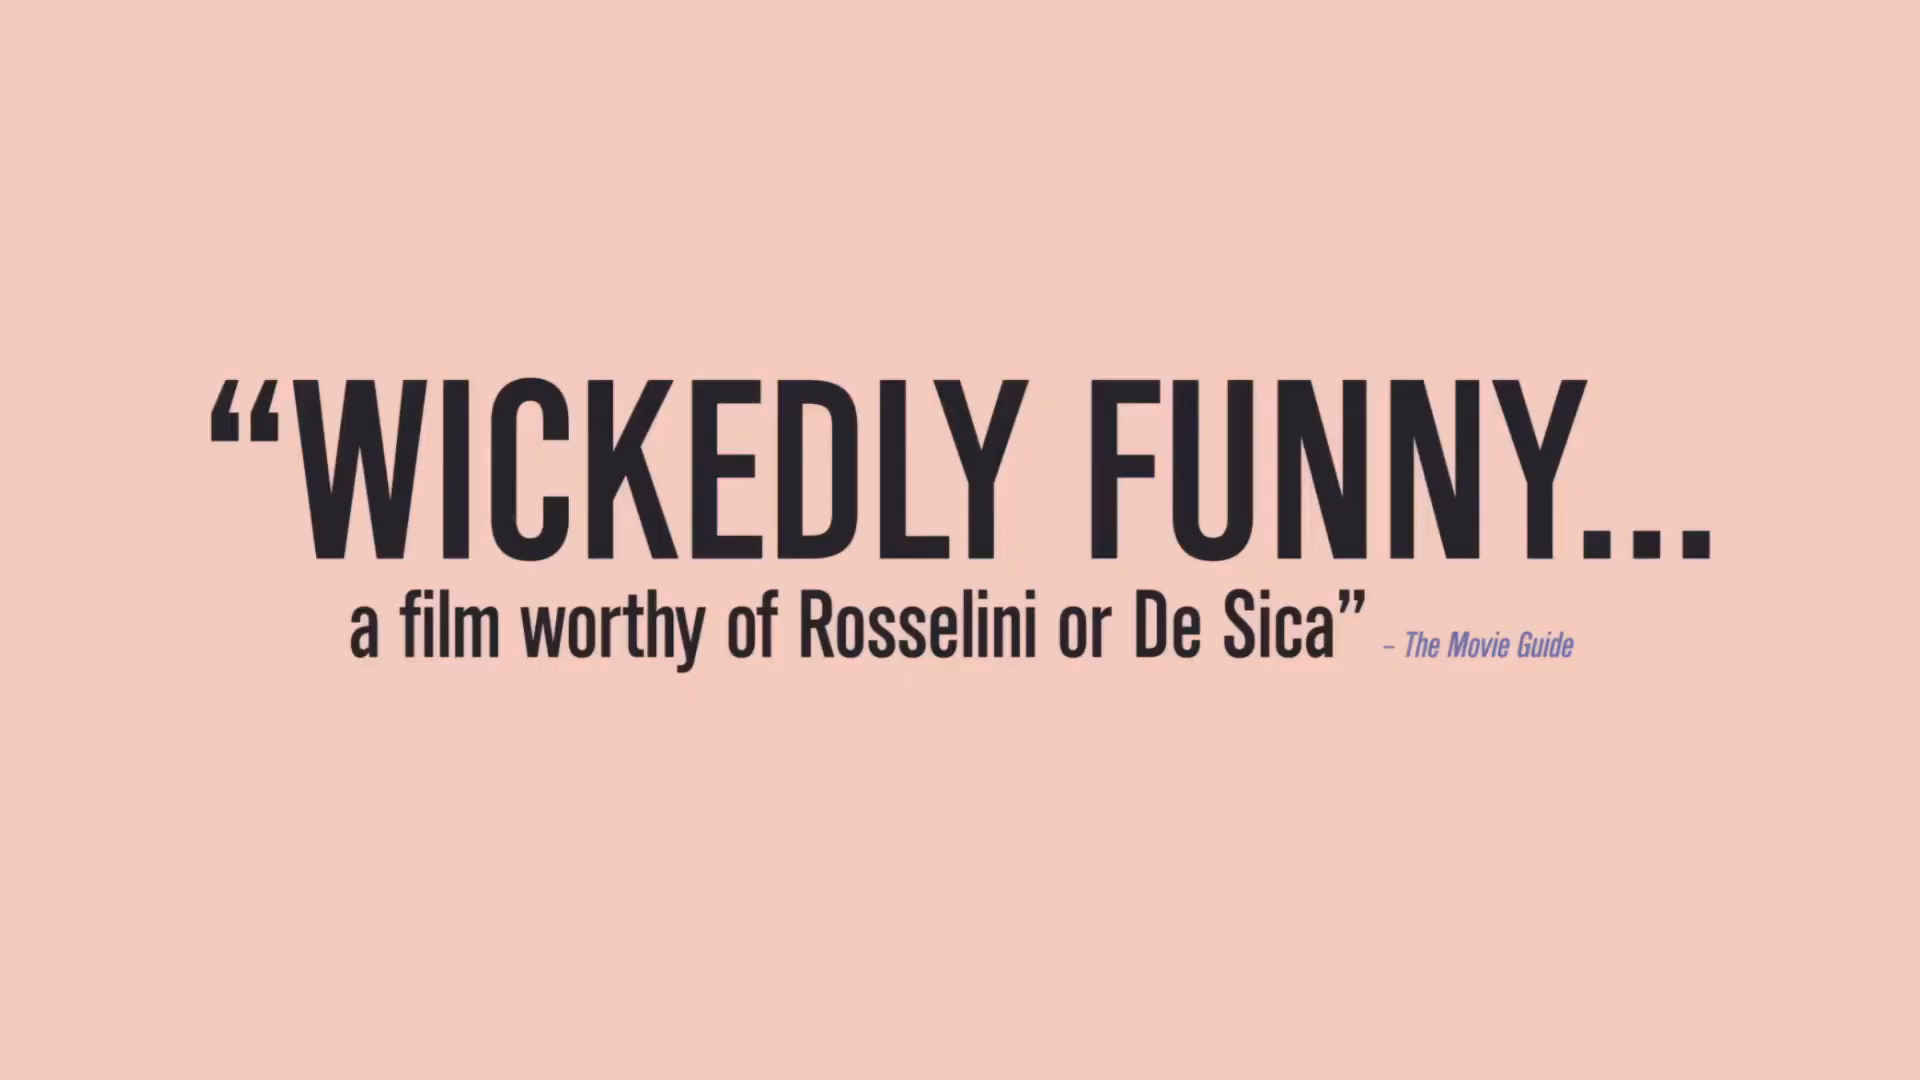 “WICKEDLY FUNNY...
a film worthy of Rosselini or De Sica” – The Movie Guide